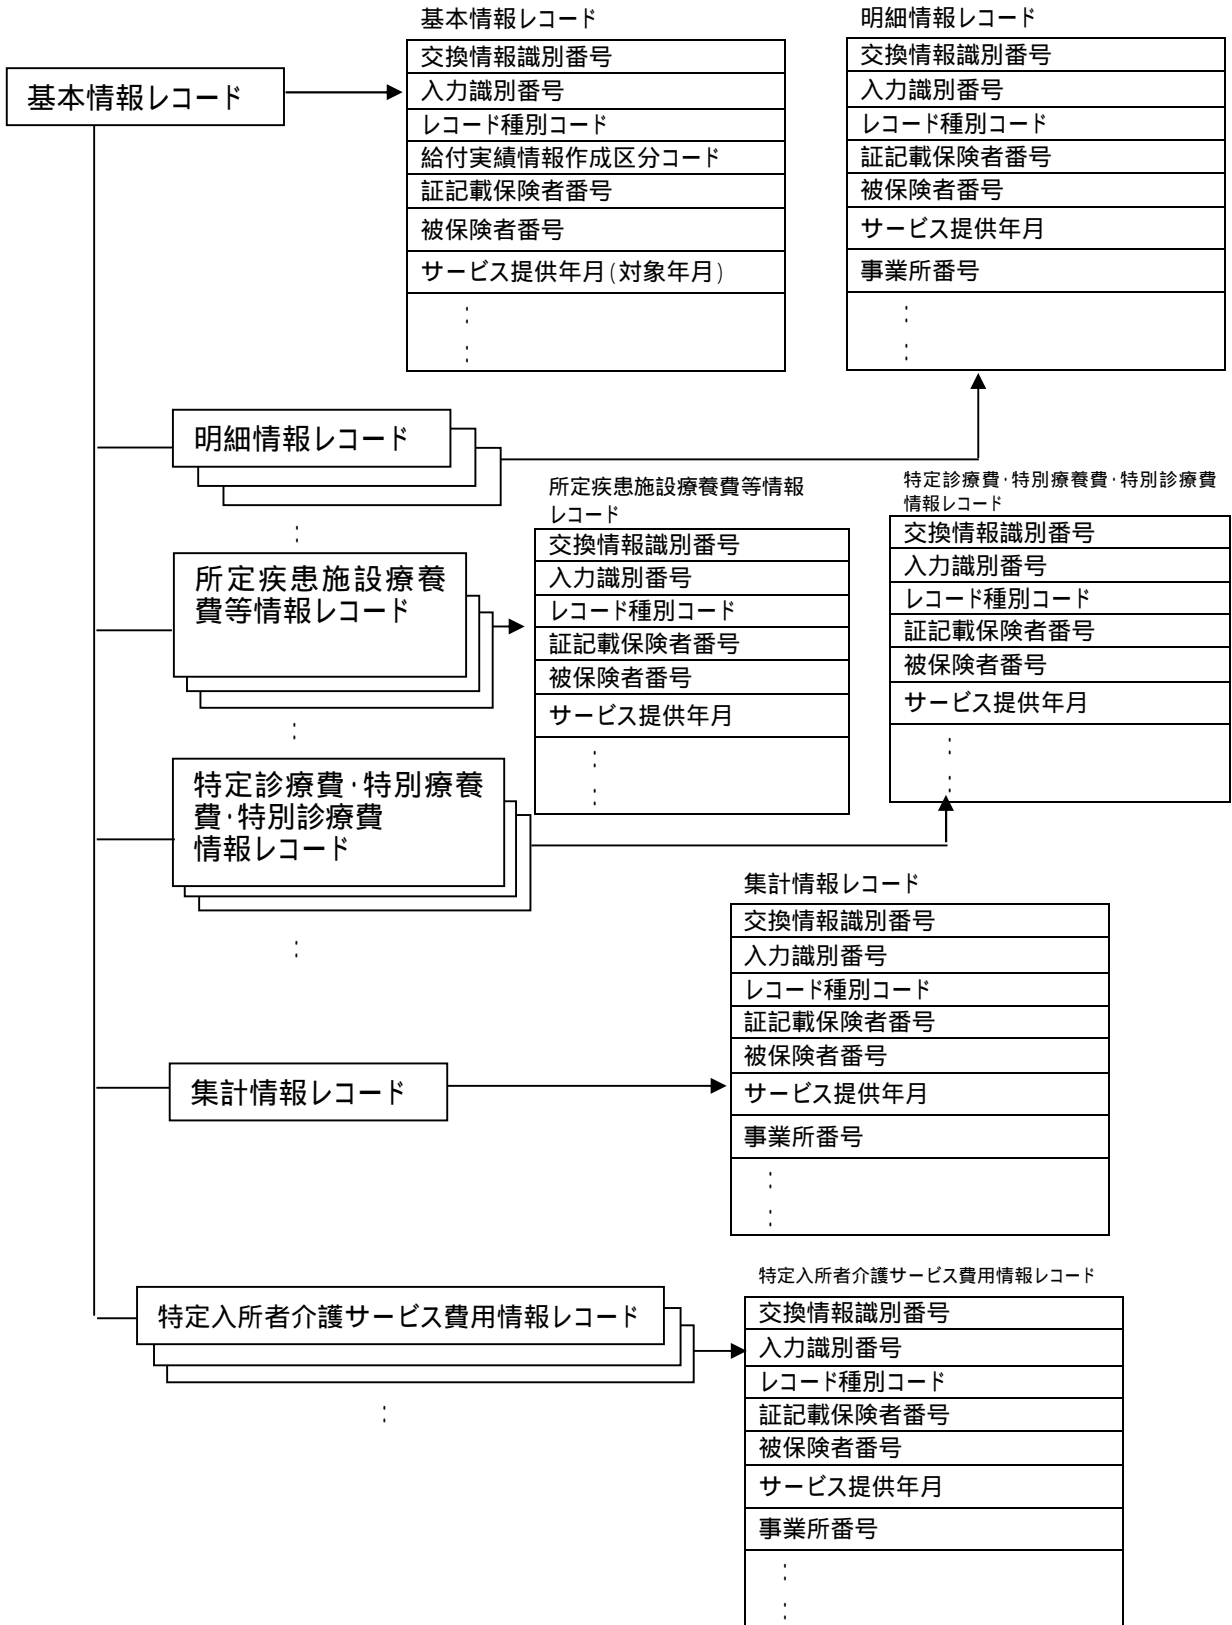 基本情報レコード
基本情報レコード
交換情報識別番号
入力識別番号
レコード種別コード
給付実績情報作成区分コード
証記載保険者番号
被保険者番号
サービス提供年月(対象年月)
明細情報レコード
交換情報識別番号
入力識別番号
レコード種別コード
証記載保険者番号
被保険者番号
サービス提供年月
事業所番号
明細情報レコード
所定疾患施設療養
費等情報レコード
所定疾患施設療養費等情報
レコード
交換情報識別番号
入力識別番号
レコード種別コード
証記載保険者番号
被保険者番号
サービス提供年月
特定診療費・特別療養費・特別診療費
情報レコード
交換情報識別番号
入力識別番号
レコード種別コード
証記載保険者番号
被保険者番号
サービス提供年月
特定診療費・特別療養
費・特別診療費
情報レコード
集計情報レコード
集計情報レコード
交換情報識別番号
入力識別番号
レコード種別コード
証記載保険者番号
被保険者番号
サービス提供年月
事業所番号
特定入所者介護サービス費用情報レコード
特定入所者介護サービス費用情報レコード
交換情報識別番号
入力識別番号
レコード種別コード
証記載保険者番号
被保険者番号
サービス提供年月
事業所番号